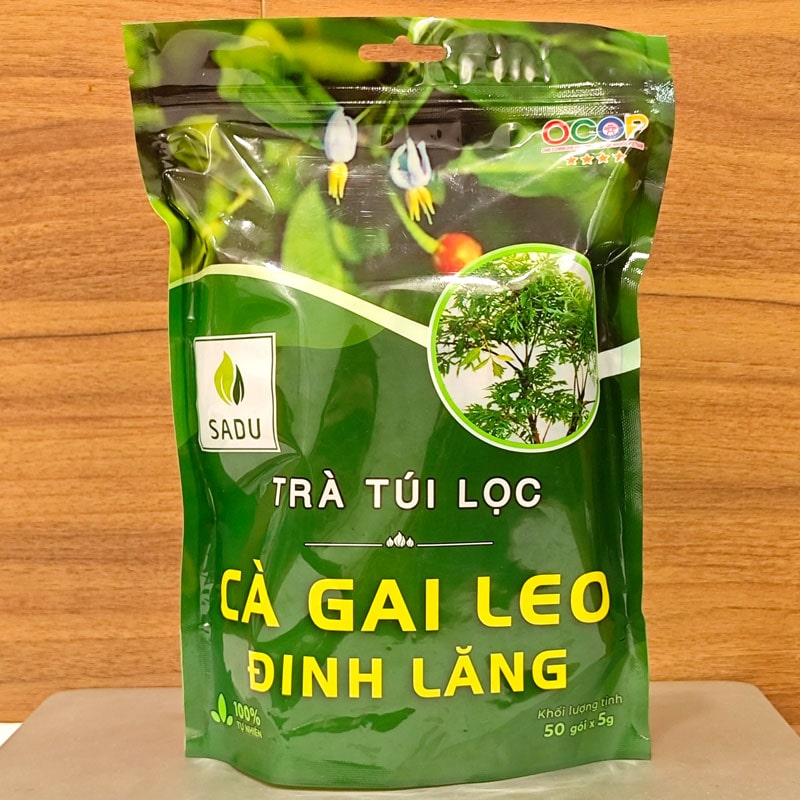 OCOP
SADU
TRÀ TÚI LỌC
CÀ GAI LEO
ĐINH LĂNG
100%
TỰ NHIÊN
Khối lượng tịnh
50 gói x 5g